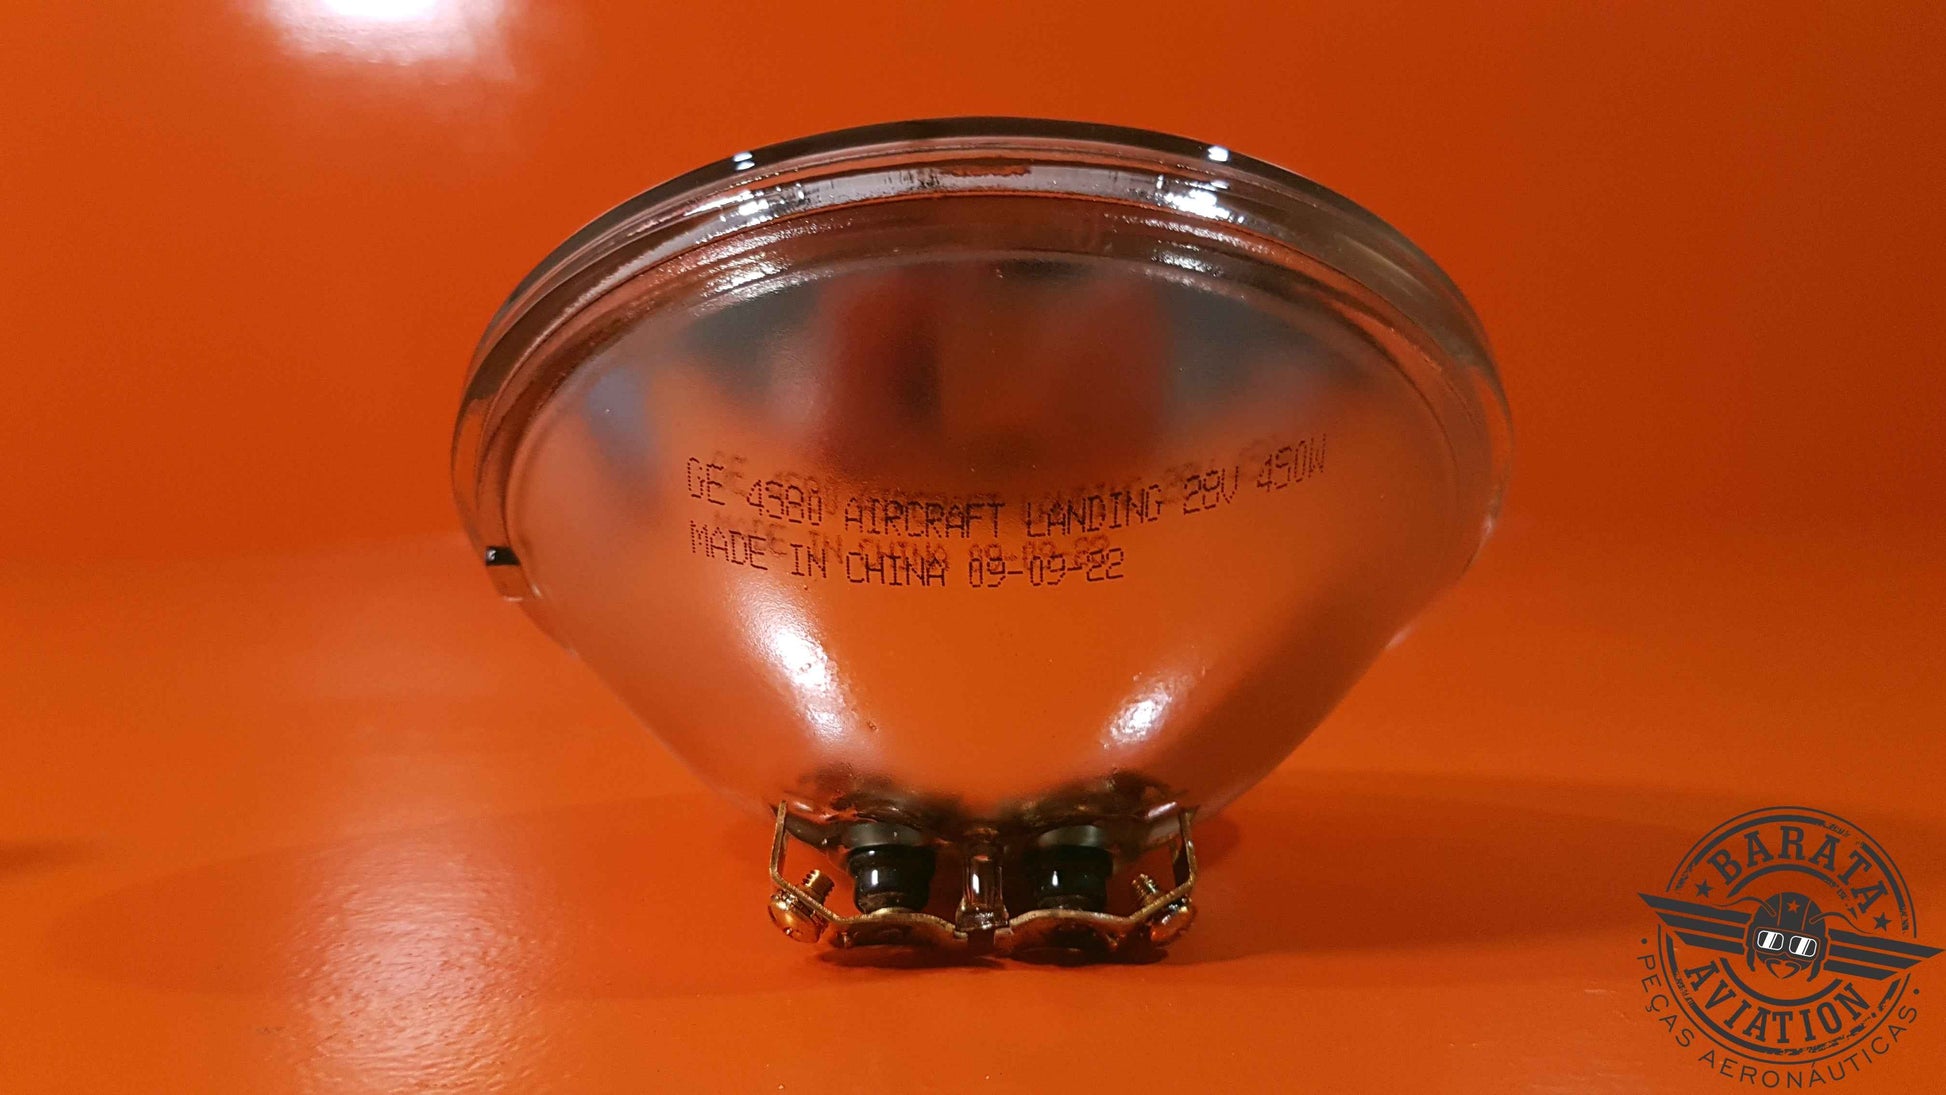 GE 4580 AIRCRAFT LANDING 28V 450W
MADE IN CHINA 09-09-22
BARATA
AVIATION
PEÇAS AERONÁUTICAS